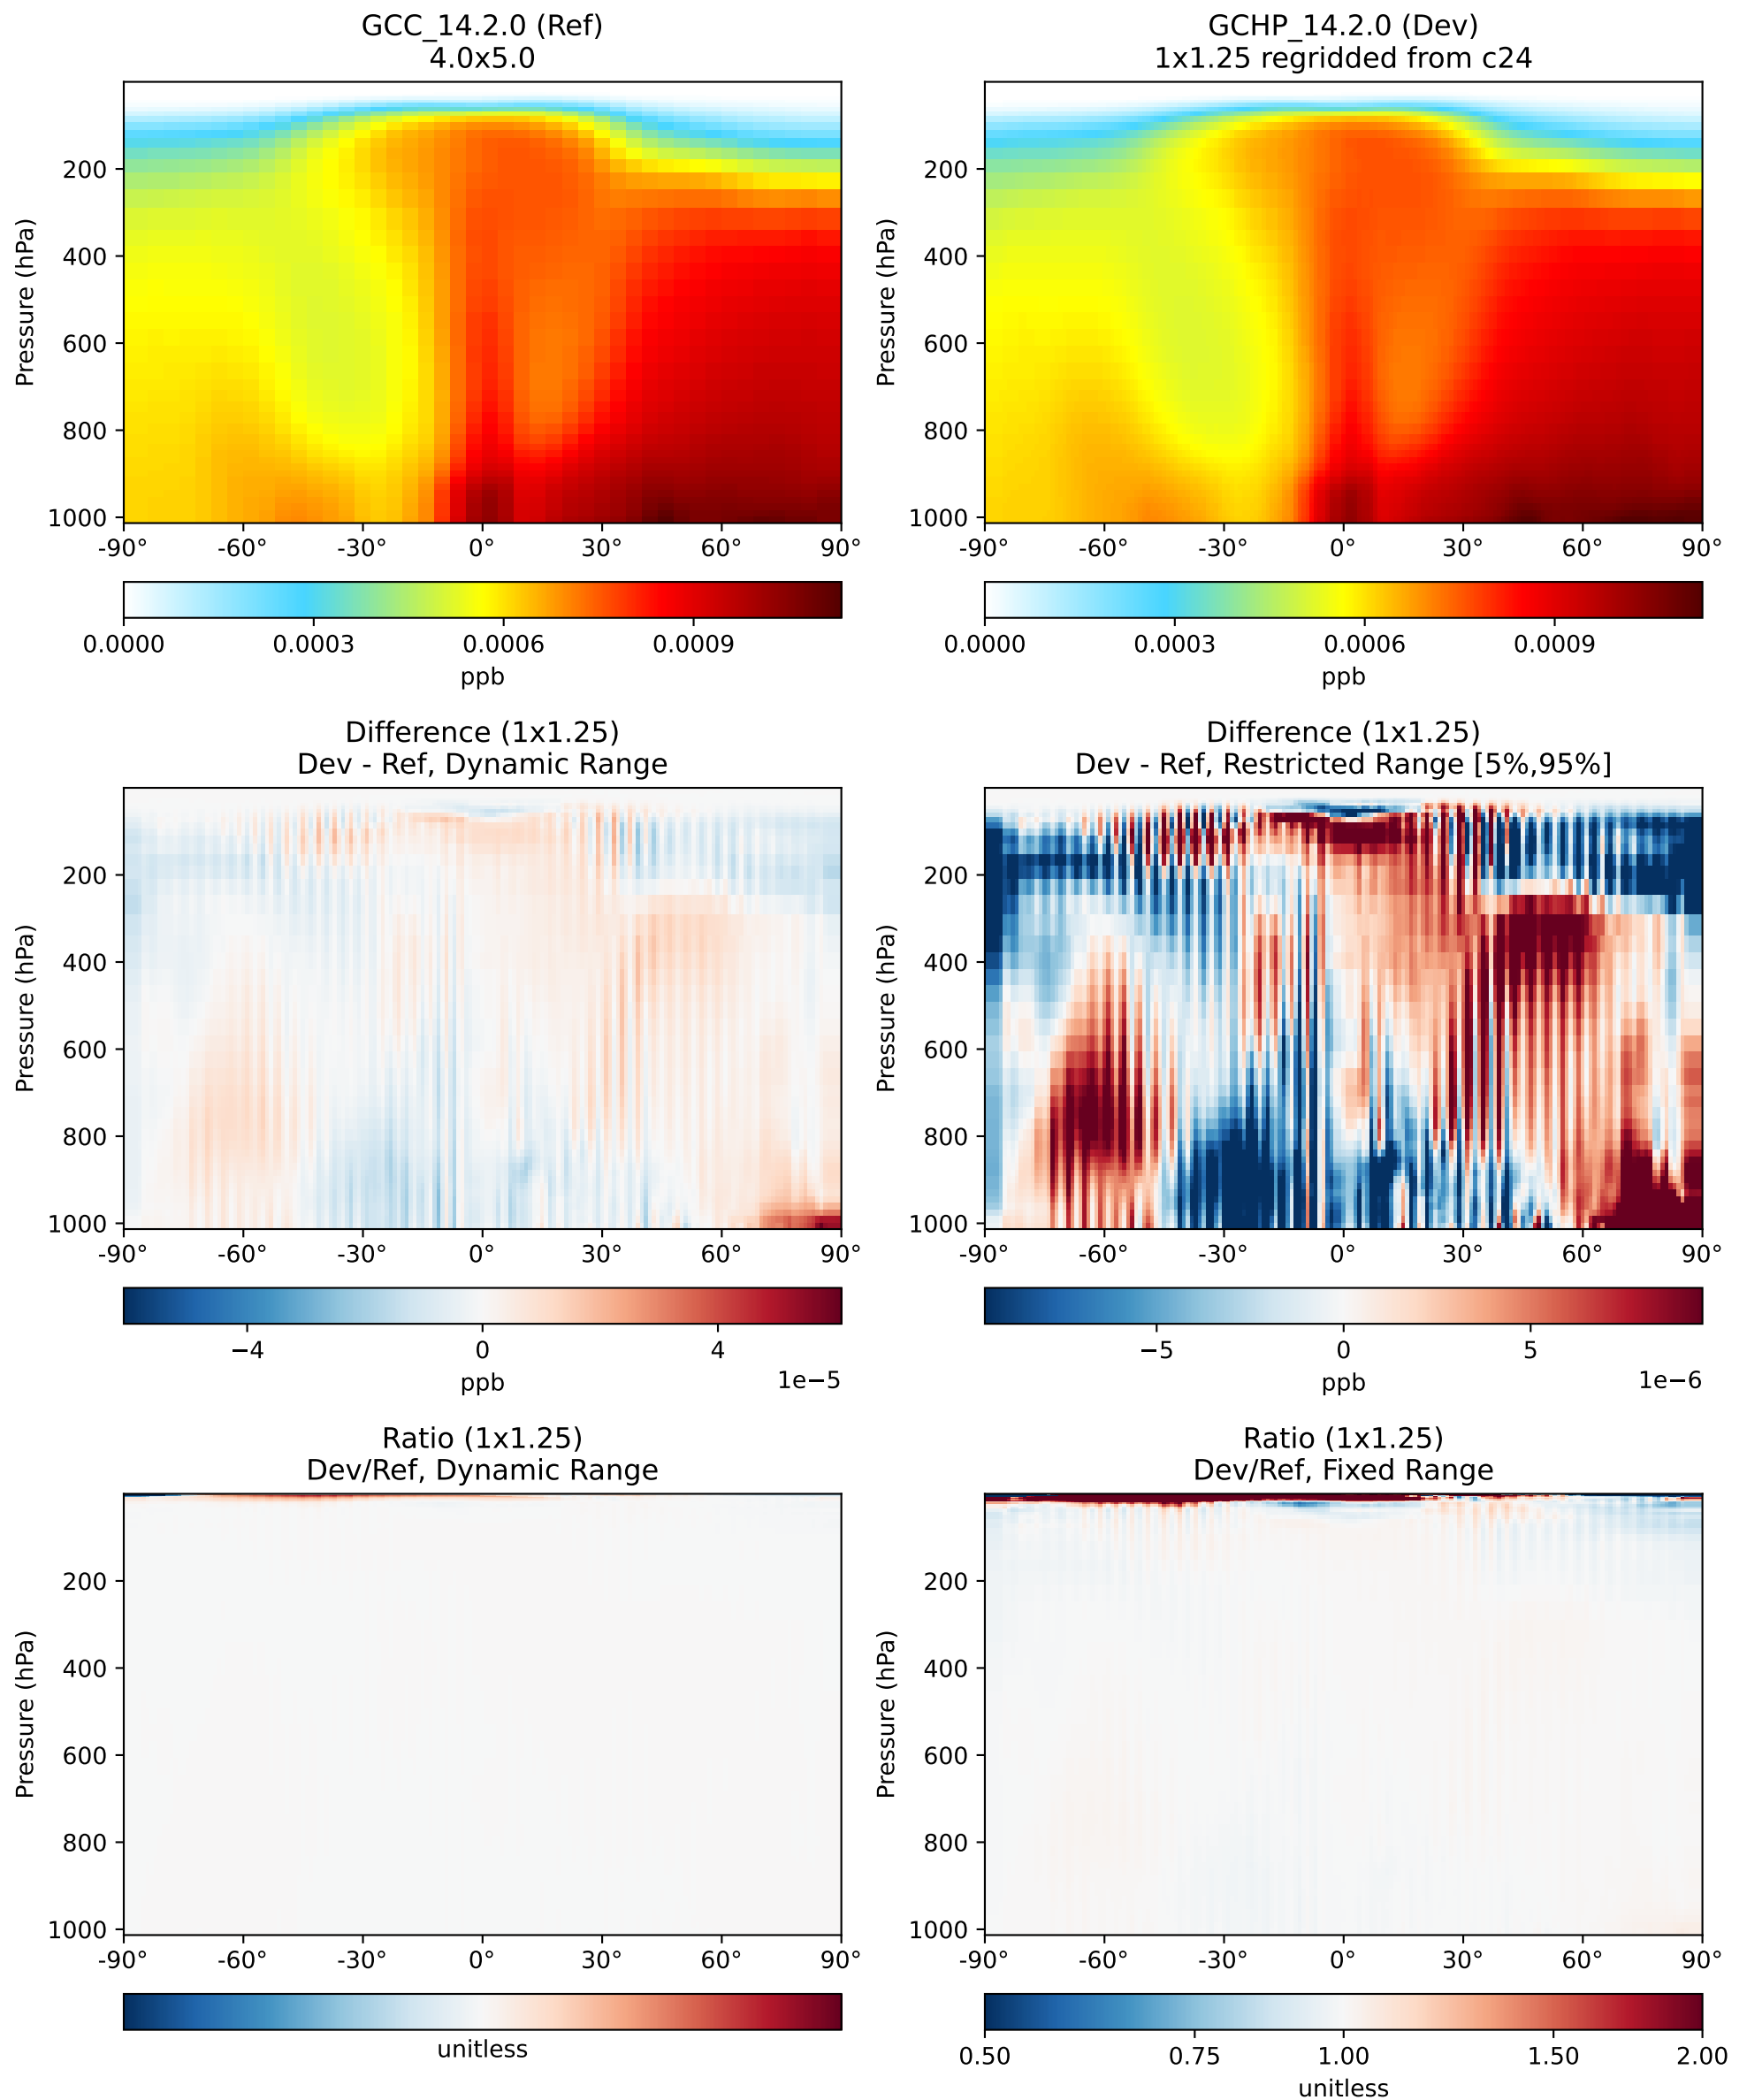 GCC_14.2.0 (Ref)
4.0x5.0
Pressure (hPa)
200
400
600
800
1000
-90° -60° -30° 0° 30° 60° 90°
0.0000 0.0003 0.0006 0.0009
ppb
GCHP_14.2.0 (Dev)
1x1.25 regridded from c24
Pressure (hPa)
200
400
600
800
1000
-90° -60° -30° 0° 30° 60° 90°
0.0000 0.0003 0.0006 0.0009
ppb
Difference (1x1.25)
Dev - Ref, Dynamic Range
Pressure (hPa)
200
400
600
800
1000
-90° -60° -30° 0° 30° 60° 90°
−4 0 4
1e−5
ppb
Difference (1x1.25)
Dev - Ref, Restricted Range [5%,95%]
Pressure (hPa)
200
400
600
800
1000
-90° -60° -30° 0° 30° 60° 90°
−5 0 5
1e−6
ppb
Ratio (1x1.25)
Dev/Ref, Dynamic Range
Pressure (hPa)
200
400
600
800
1000
-90° -60° -30° 0° 30° 60° 90°
unitless
Ratio (1x1.25)
Dev/Ref, Fixed Range
Pressure (hPa)
200
400
600
800
1000
-90° -60° -30° 0° 30° 60° 90°
0.50 0.75 1.00 1.50 2.00
unitless